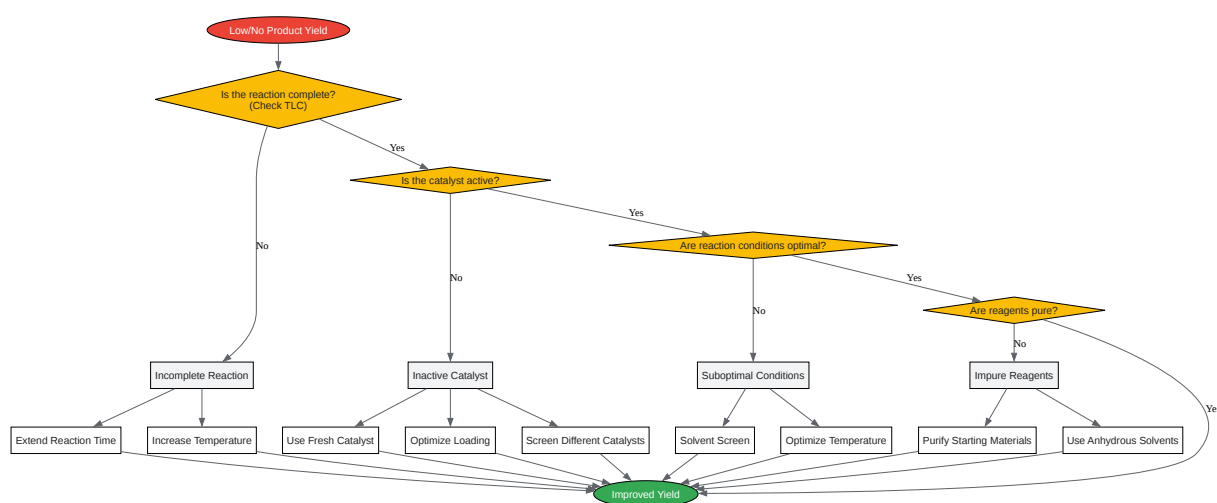 Low/No Product Yield
Is the reaction complete?
(Check TLC)
Yes
Is the catalyst active?
Yes
Are reaction conditions optimal?
No
Yes
No
Are reagents pure?
No
No
Incomplete Reaction
Inactive Catalyst
Suboptimal Conditions
Impure Reagents
Ye
Extend Reaction Time
Increase Temperature
Use Fresh Catalyst
Optimize Loading
Screen Different Catalysts
Solvent Screen
Optimize Temperature
Purify Starting Materials
Use Anhydrous Solvents
Improved Yield